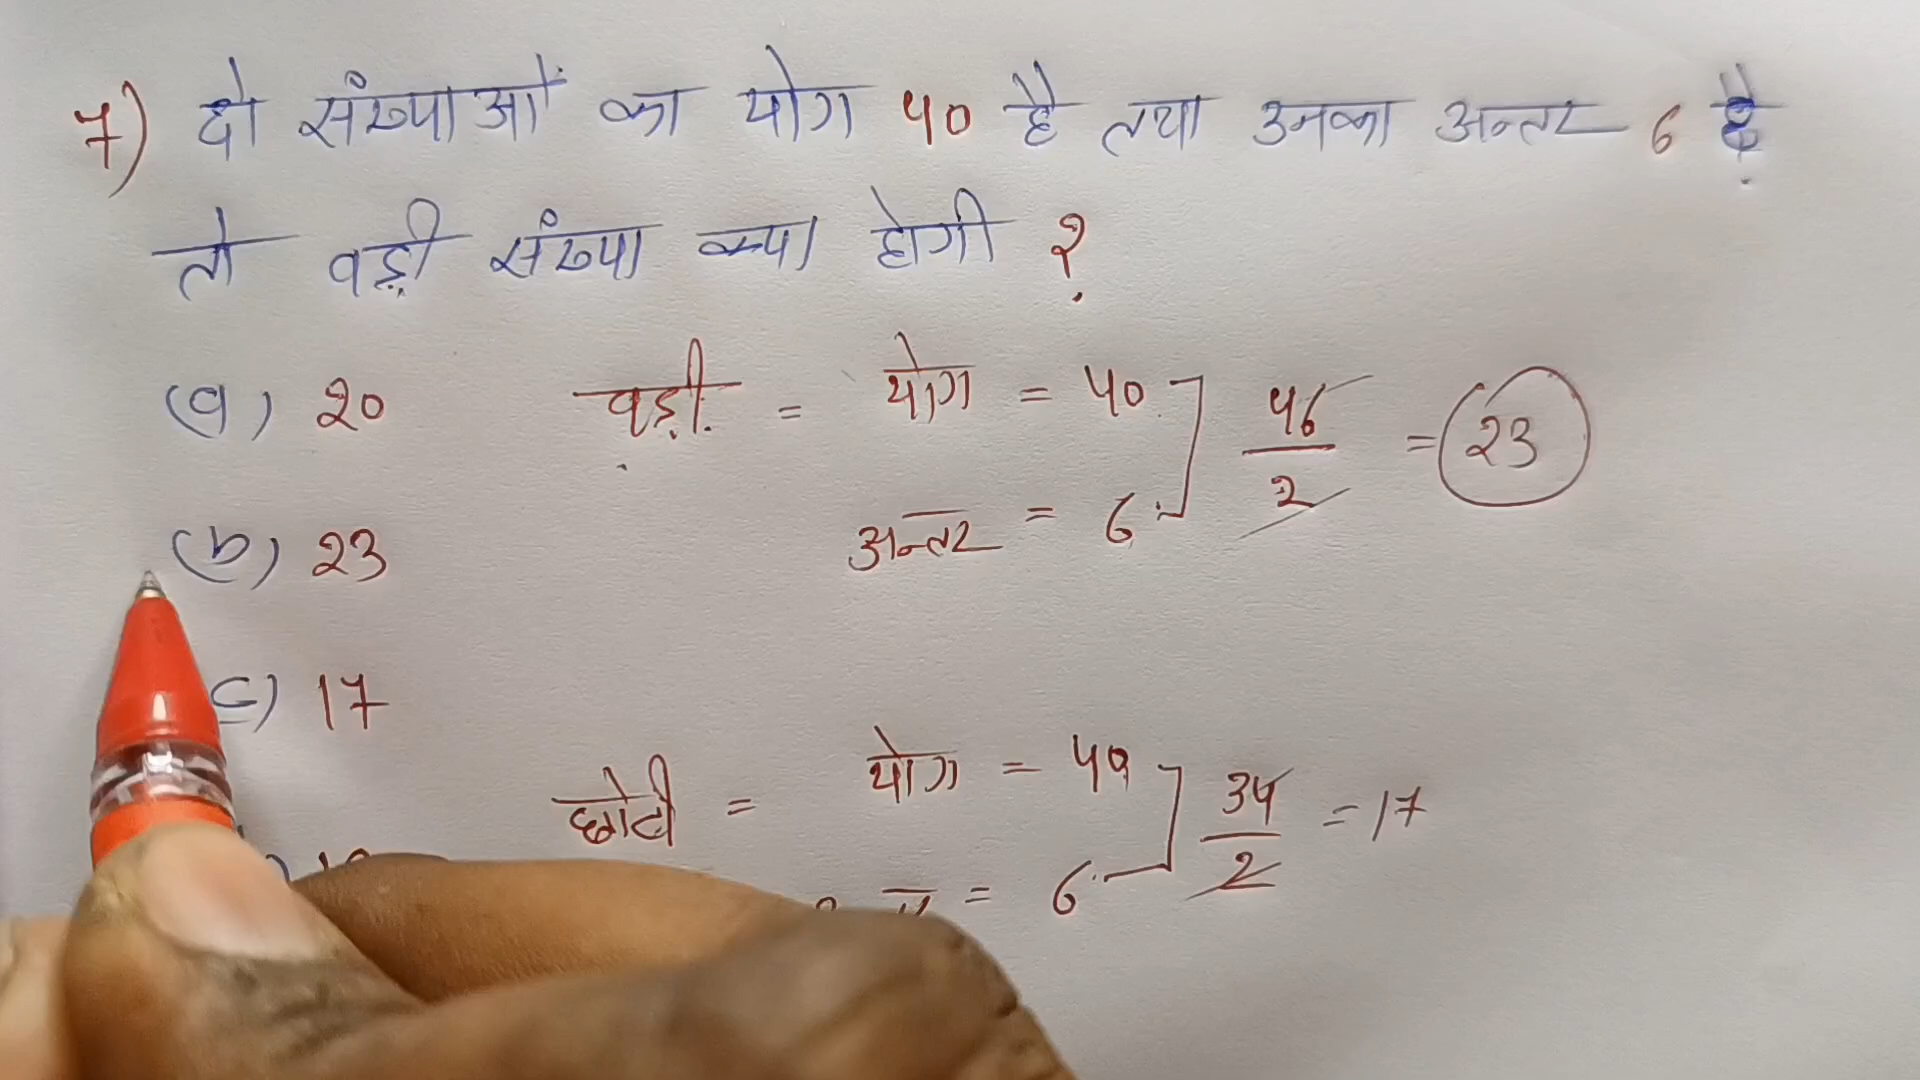 7) दो संख्याओं का योग 40 है तथा उनका अन्तर 6 है
तो बड़ी संख्या क्या होगी ?
(a) 20
बड़ी = योग = 40
अन्तर = 6
46
2
= 23
(b) 23
(c) 17
छोटी = योग = 40
= 6
34
2
= 17